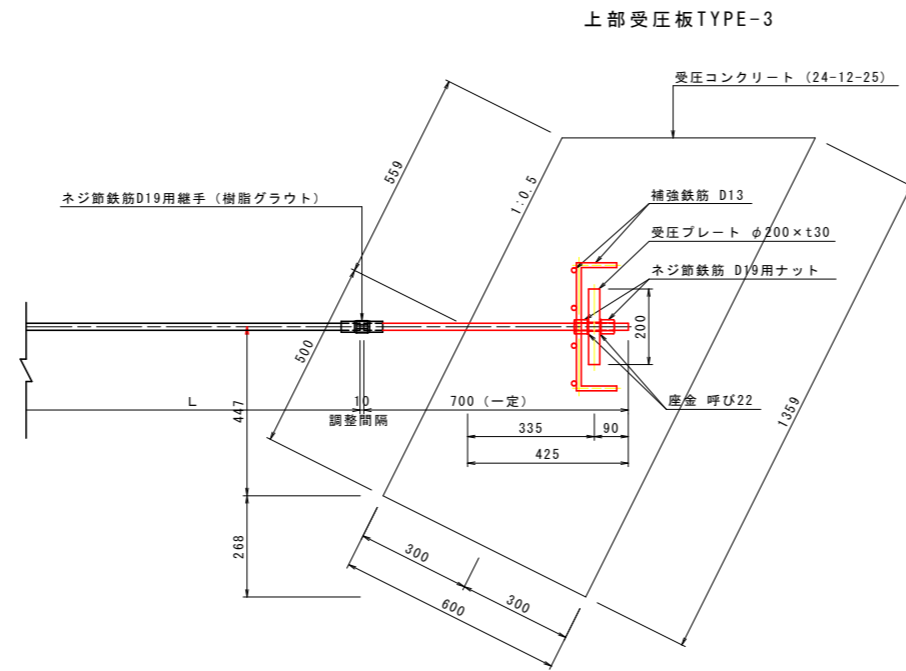 上部受圧板TYPE-3
受圧コンクリート (24-12-25)
559
1:0.5
ネジ節鉄筋D19用継手 (樹脂グラウト)
補強鉄筋 D13
受圧プレート φ200×t30
ネジ節鉄筋 D19用ナット
200
500
L
10
調整間隔
700 (一定)
座金 呼び22
447
335
90
425
1359
268
300
300
600